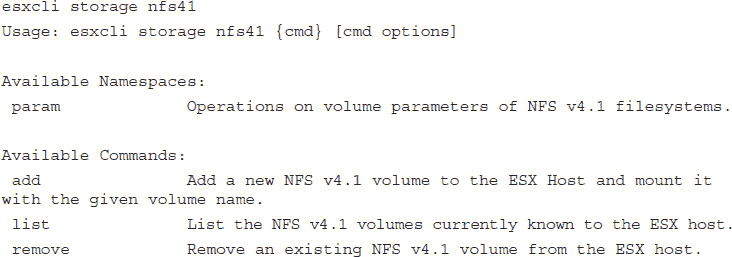 esxcli storage nfs41
Usage: esxcli storage nfs41 {cmd} [cmd options]
Available Namespaces:
param Operations on volume parameters of NFS v4.1 filesystems.
Available Commands:
add Add a new NFS v4.1 volume to the ESX Host and mount it
with the given volume name.
list List the NFS v4.1 volumes currently known to the ESX host.
remove Remove an existing NFS v4.1 volume from the ESX host.